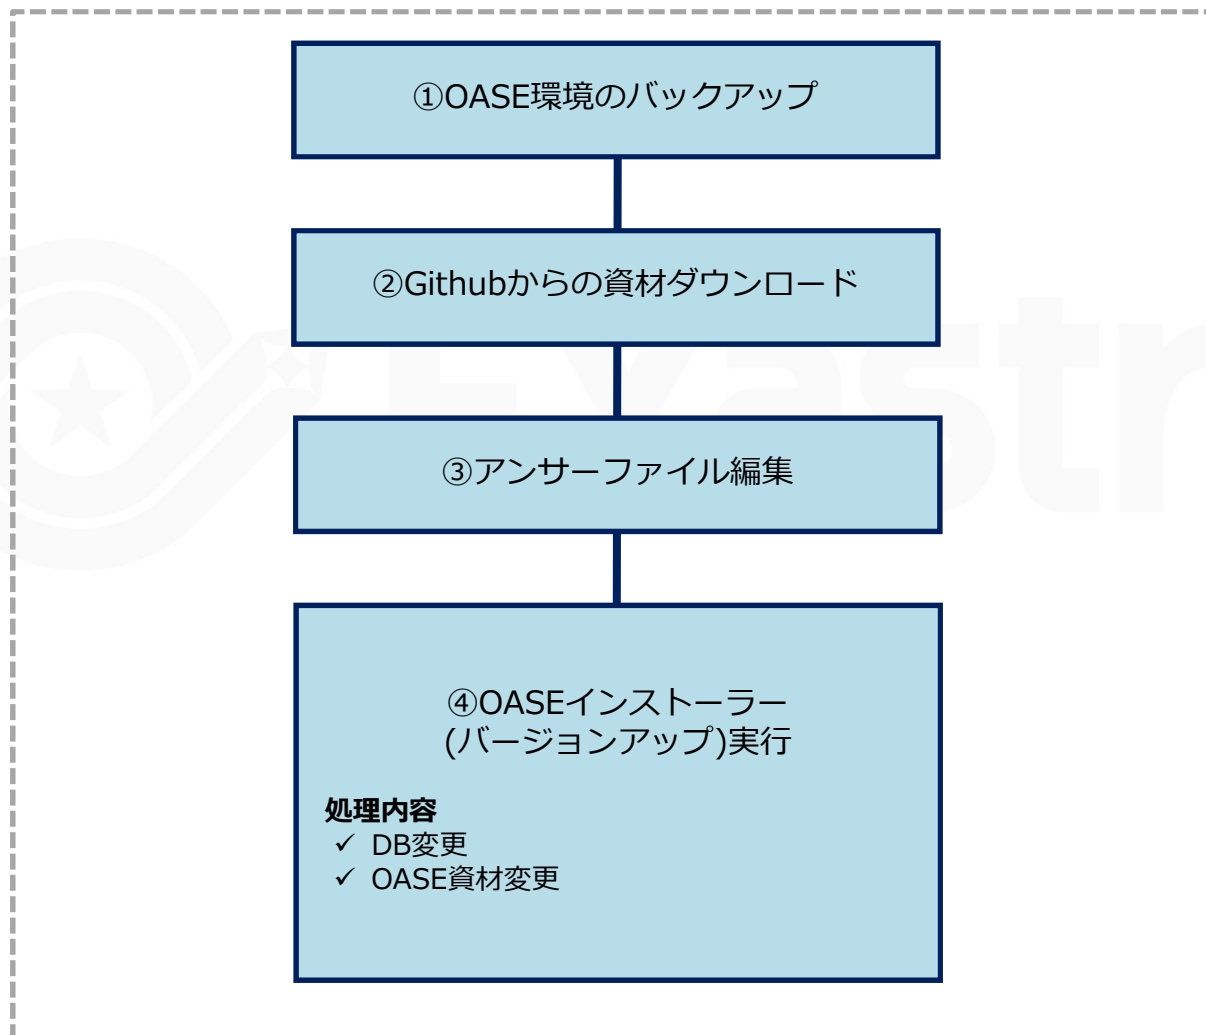 ①OASE環境のバックアップ
②Githubからの資材ダウンロード
③アンサーファイル編集
④OASEインストーラー
(バージョンアップ)実行
処理内容
✓ DB変更
✓ OASE資材変更